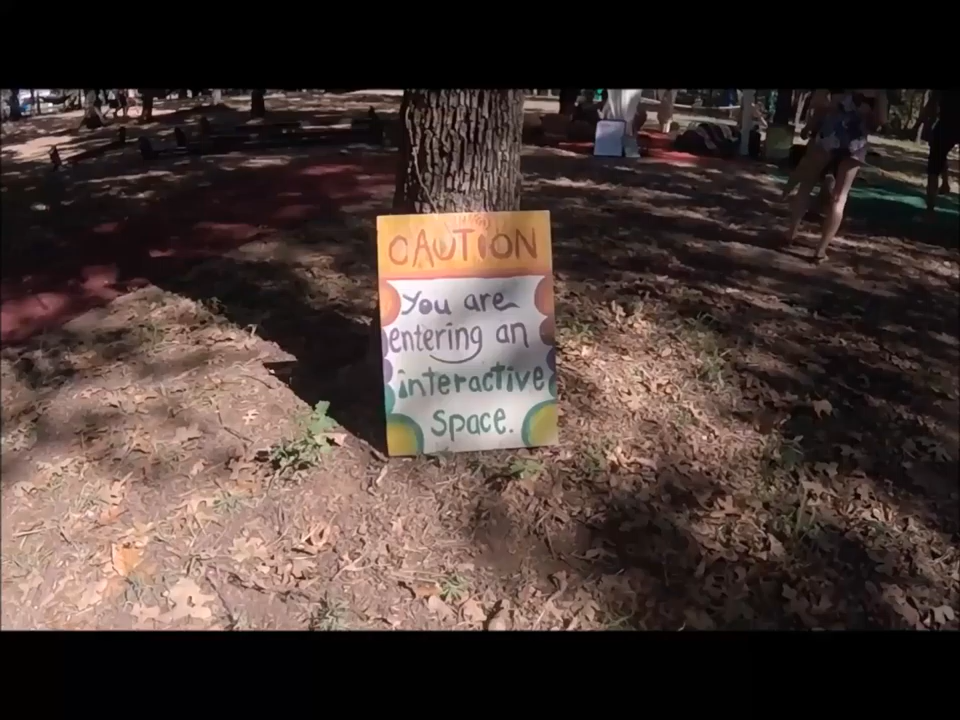 CAUTION
You are
entering an
interactive
space.